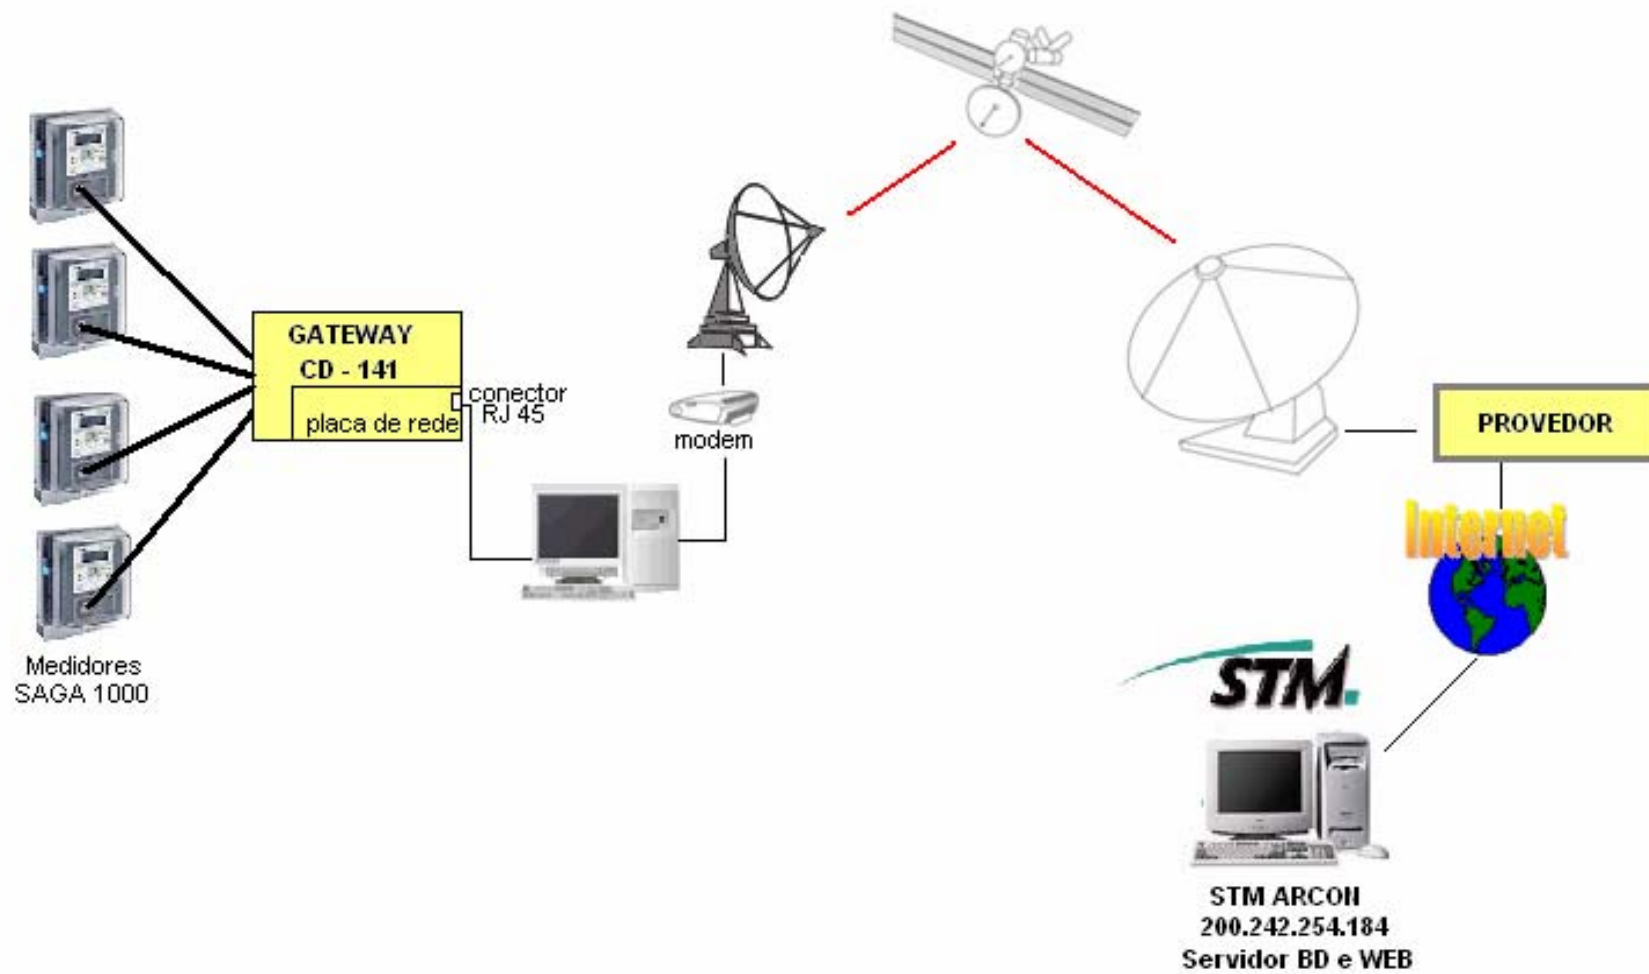 GATEWAY
CD - 141
placa de rede
conector
RJ 45
modem
Medidores
SAGA 1000
PROVEDOR
Internet
STM
STM ARCON
200.242.254.184
Servidor BD e WEB